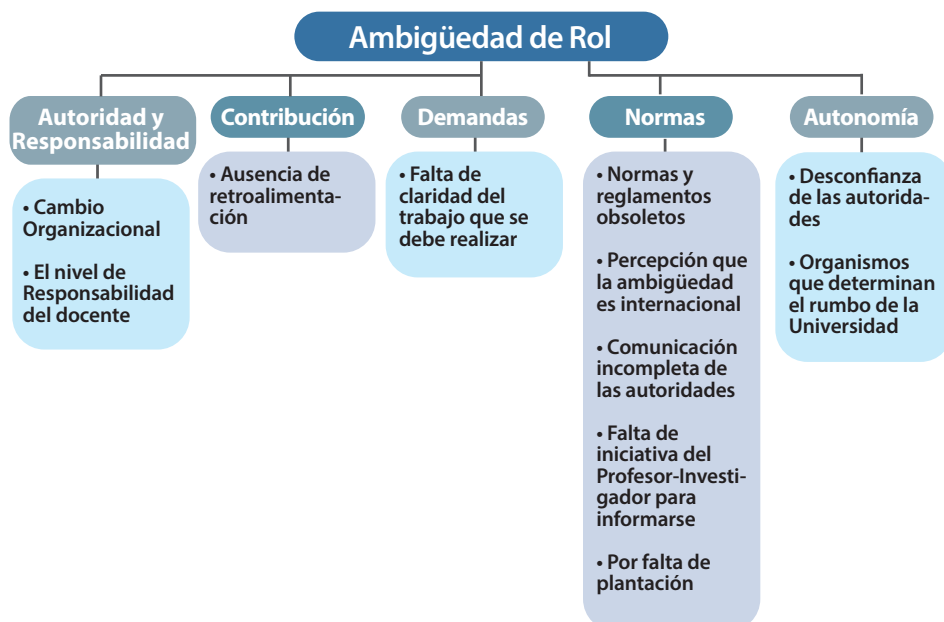 Ambigüedad de Rol
Autoridad y
Responsabilidad
• Cambio
Organizacional
• El nivel de
Responsabilidad
del docente
Contribución
• Ausencia de
retroalimenta-
ción
Demandas
• Falta de
claridad del
trabajo que se
debe realizar
Normas
• Normas y
reglamentos
obsoletos
• Percepción que
la ambigüedad
es internacional
• Comunicación
incompleta de
las autoridades
• Falta de
iniciativa del
Profesor-Investi-
gador para
informarse
• Por falta de
plantación
Autonomía
• Desconfianza
de las autorida-
des
• Organismos
que determinan
el rumbo de la
Universidad